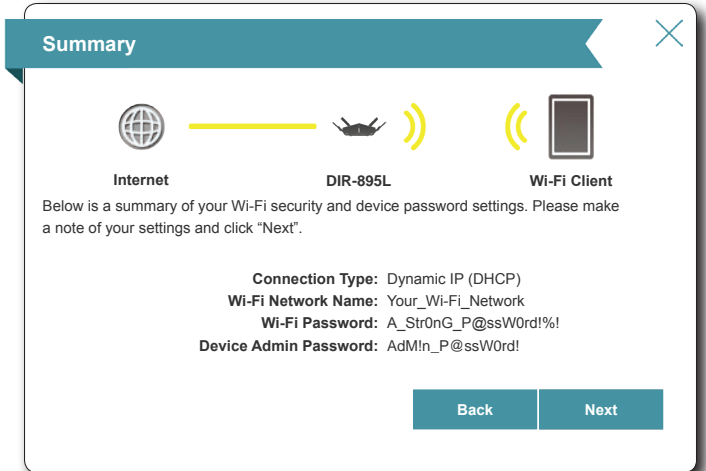 Summary
Internet
DIR-895L
Wi-Fi Client
Below is a summary of your Wi-Fi security and device password settings. Please make
a note of your settings and click “Next”.
Connection Type: Dynamic IP (DHCP)
Wi-Fi Network Name: Your_Wi-Fi_Network
Wi-Fi Password: A_Str0nG_P@ssW0rd!%!
Device Admin Password: AdM!n_P@ssW0rd!
Back
Next